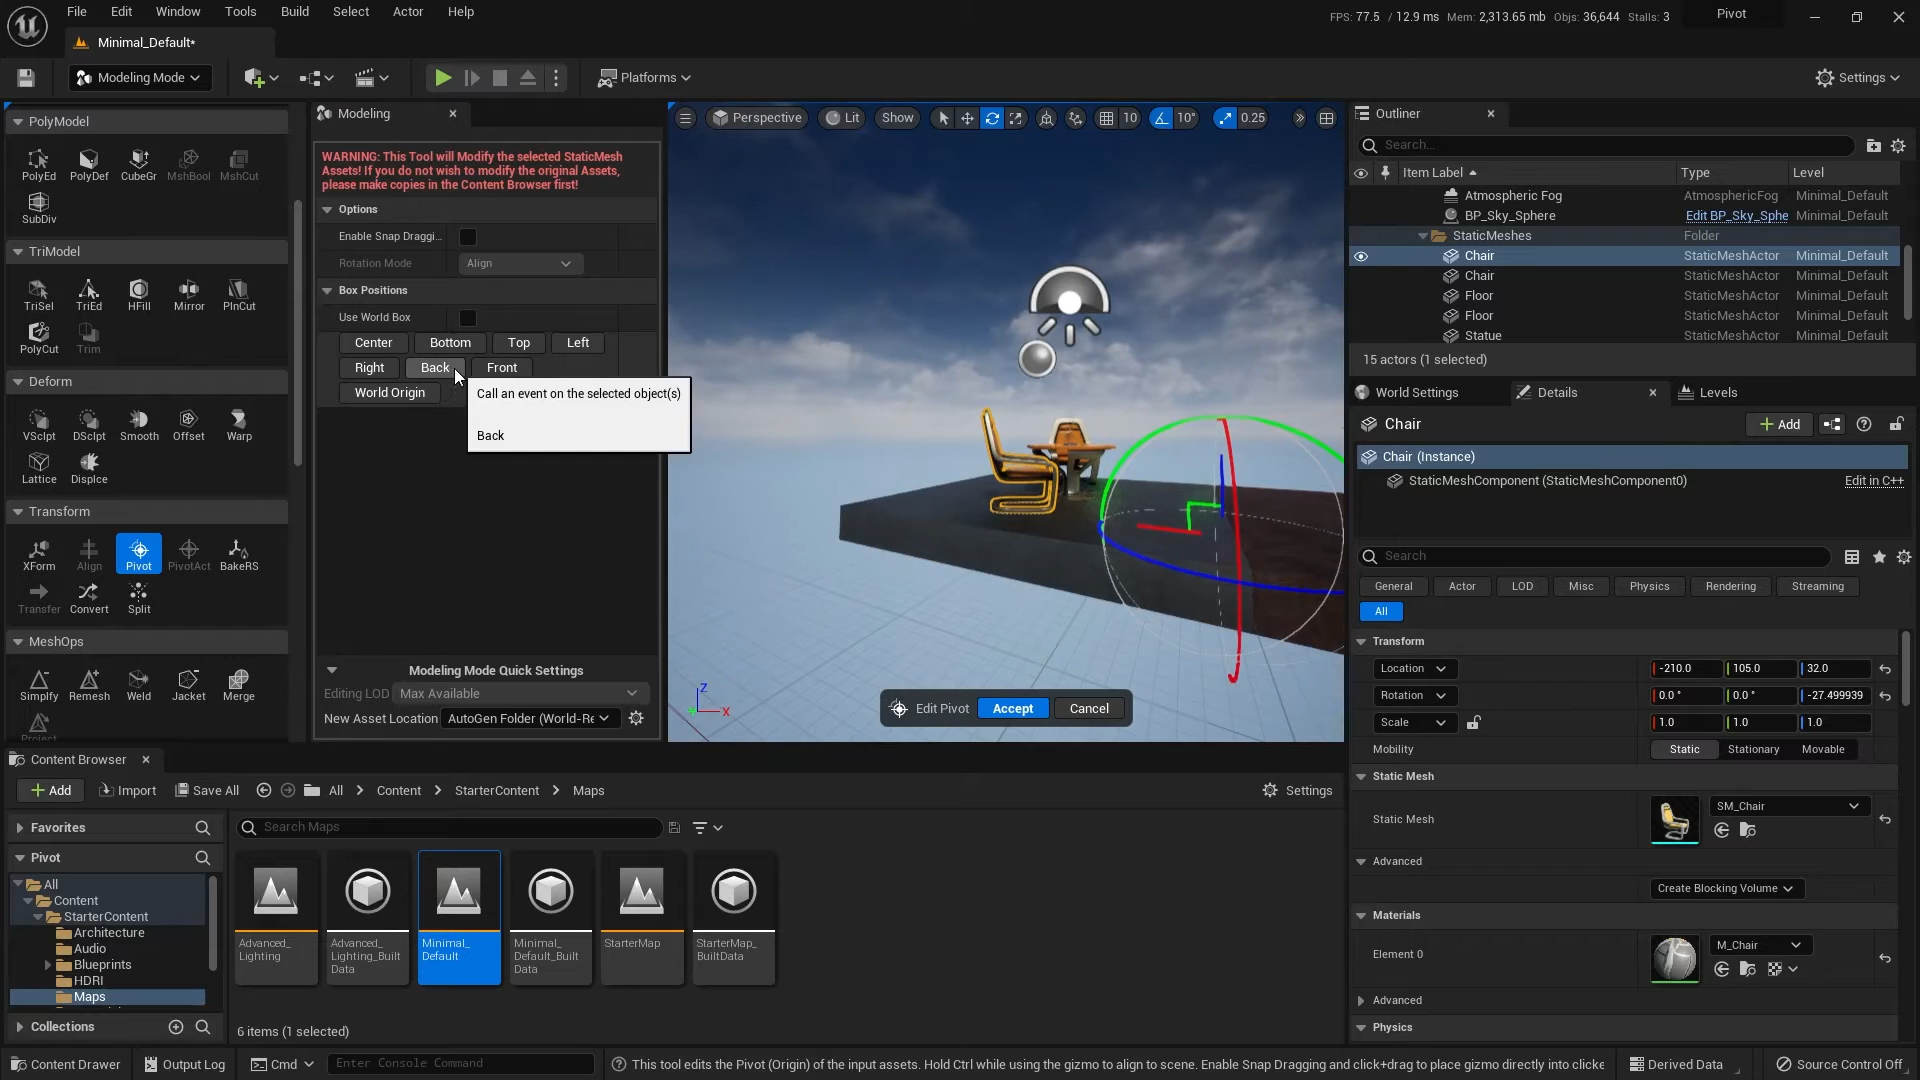 File Edit Window Tools Build Select Actor Help
FPS: 77.5 / 12.9 ms Mem: 2,313.65 mb Objs: 36,644 Stalls: 3
Pivot
Minimal_Default*
Modeling Mode
Platforms
Settings
PolyModel
PolyEd PolyDef CubeGr MshBool MshCut
SubDiv
TriModel
TriSel TriEd HFill Mirror PlnCut
PolyCut Trim
Deform
VSclpt DSclpt Smooth Offset Warp
Lattice Displce
Transform
XForm Align Pivot PivotAct BakeRS
Transfer Convert Split
MeshOps
Simplfy Remesh Weld Jacket Merge
Project
Modeling
WARNING: This Tool will Modify the selected StaticMesh
Assets! If you do not wish to modify the original Assets,
please make copies in the Content Browser first!
Options
Enable Snap Draggi...
Rotation Mode Align
Box Positions
Use World Box
Center Bottom Top Left
Right Back Front
World Origin
Call an event on the selected object(s)
Back
Modeling Mode Quick Settings
Editing LOD Max Available
New Asset Location AutoGen Folder (World-Re
Perspective Lit Show 10 10° 0.25
Z
X
Edit Pivot Accept Cancel
Outliner
Search...
Item Label Type Level
Atmospheric Fog AtmosphericFog Minimal_Default
BP_Sky_Sphere Edit BP_Sky_Sphe Minimal_Default
StaticMeshes Folder
Chair StaticMeshActor Minimal_Default
Chair StaticMeshActor Minimal_Default
Floor StaticMeshActor Minimal_Default
Floor StaticMeshActor Minimal_Default
Statue StaticMeshActor Minimal_Default
15 actors (1 selected)
World Settings Details Levels
Chair
Add
Chair (Instance)
StaticMeshComponent (StaticMeshComponent0) Edit in C++
Search
General Actor LOD Misc Physics Rendering Streaming
All
Transform
Location -210.0 105.0 32.0
Rotation 0.0 ° 0.0 ° -27.499939
Scale 1.0 1.0 1.0
Mobility Static Stationary Movable
Static Mesh
Static Mesh SM_Chair
Advanced
Create Blocking Volume
Materials
Element 0 M_Chair
Advanced
Physics
Content Browser
Add Import Save All All Content StarterContent Maps Settings
Favorites
Pivot
All
Content
StarterContent
Architecture
Audio
Blueprints
HDRI
Maps
Collections
Search Maps
Advanced_
Lighting
Advanced_
Lighting_Built
Data
Minimal_
Default
Minimal_
Default_Built
Data
StarterMap
StarterMap_
BuiltData
6 items (1 selected)
Content Drawer Output Log Cmd Enter Console Command
This tool edits the Pivot (Origin) of the input assets. Hold Ctrl while using the gizmo to align to scene. Enable Snap Dragging and click+drag to place gizmo directly into clicke
Derived Data Source Control Off